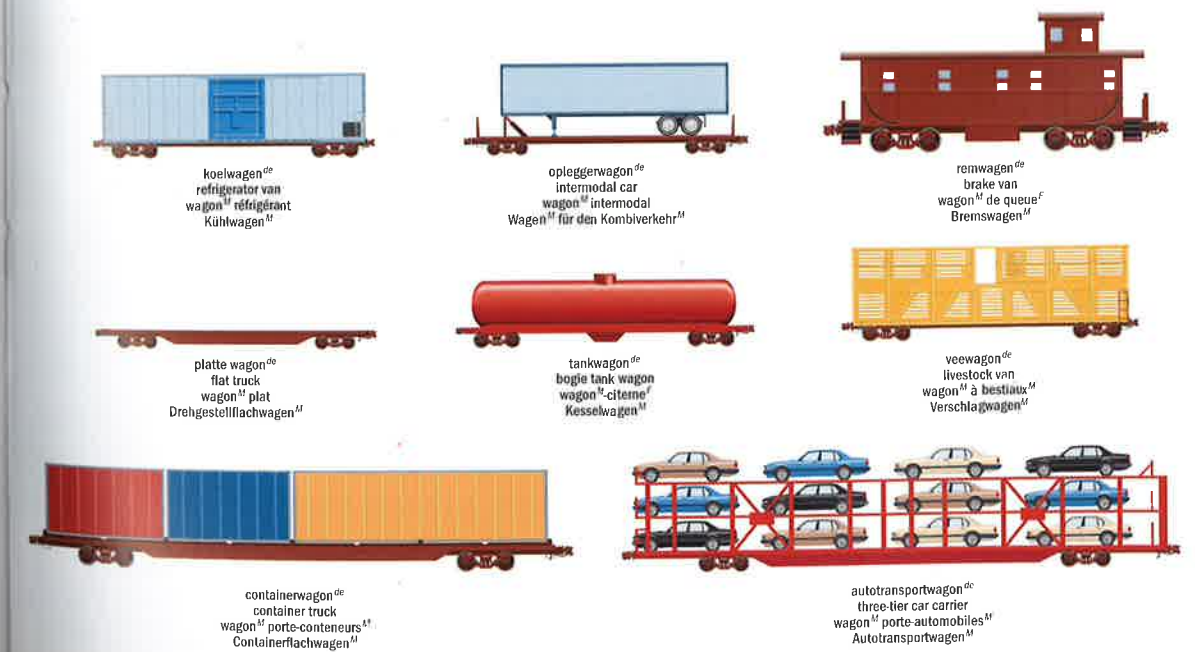 koelwagen de
refrigerator van
wagon M réfrigérant
Kühlwagen M
opleggerwagon de
intermodal car
wagon M intermodal
Wagen M für den Kombiverkehr M
remwagen de
brake van
wagon M de queue F
Bremswagen M
platte wagon de
flat truck
wagon M plat
Drehgestellflachwagen M
tankwagon de
bogie tank wagon
wagon M-citerne F
Kesselwagen M
veewagon de
livestock van
wagon M à bestiaux M
Verschlagwagen M
containerwagon de
container truck
wagon M porte-conteneurs M
Containerflachwagen M
autotransportwagon de
three-tier car carrier
wagon M porte-automobiles M
Autotransportwagen M